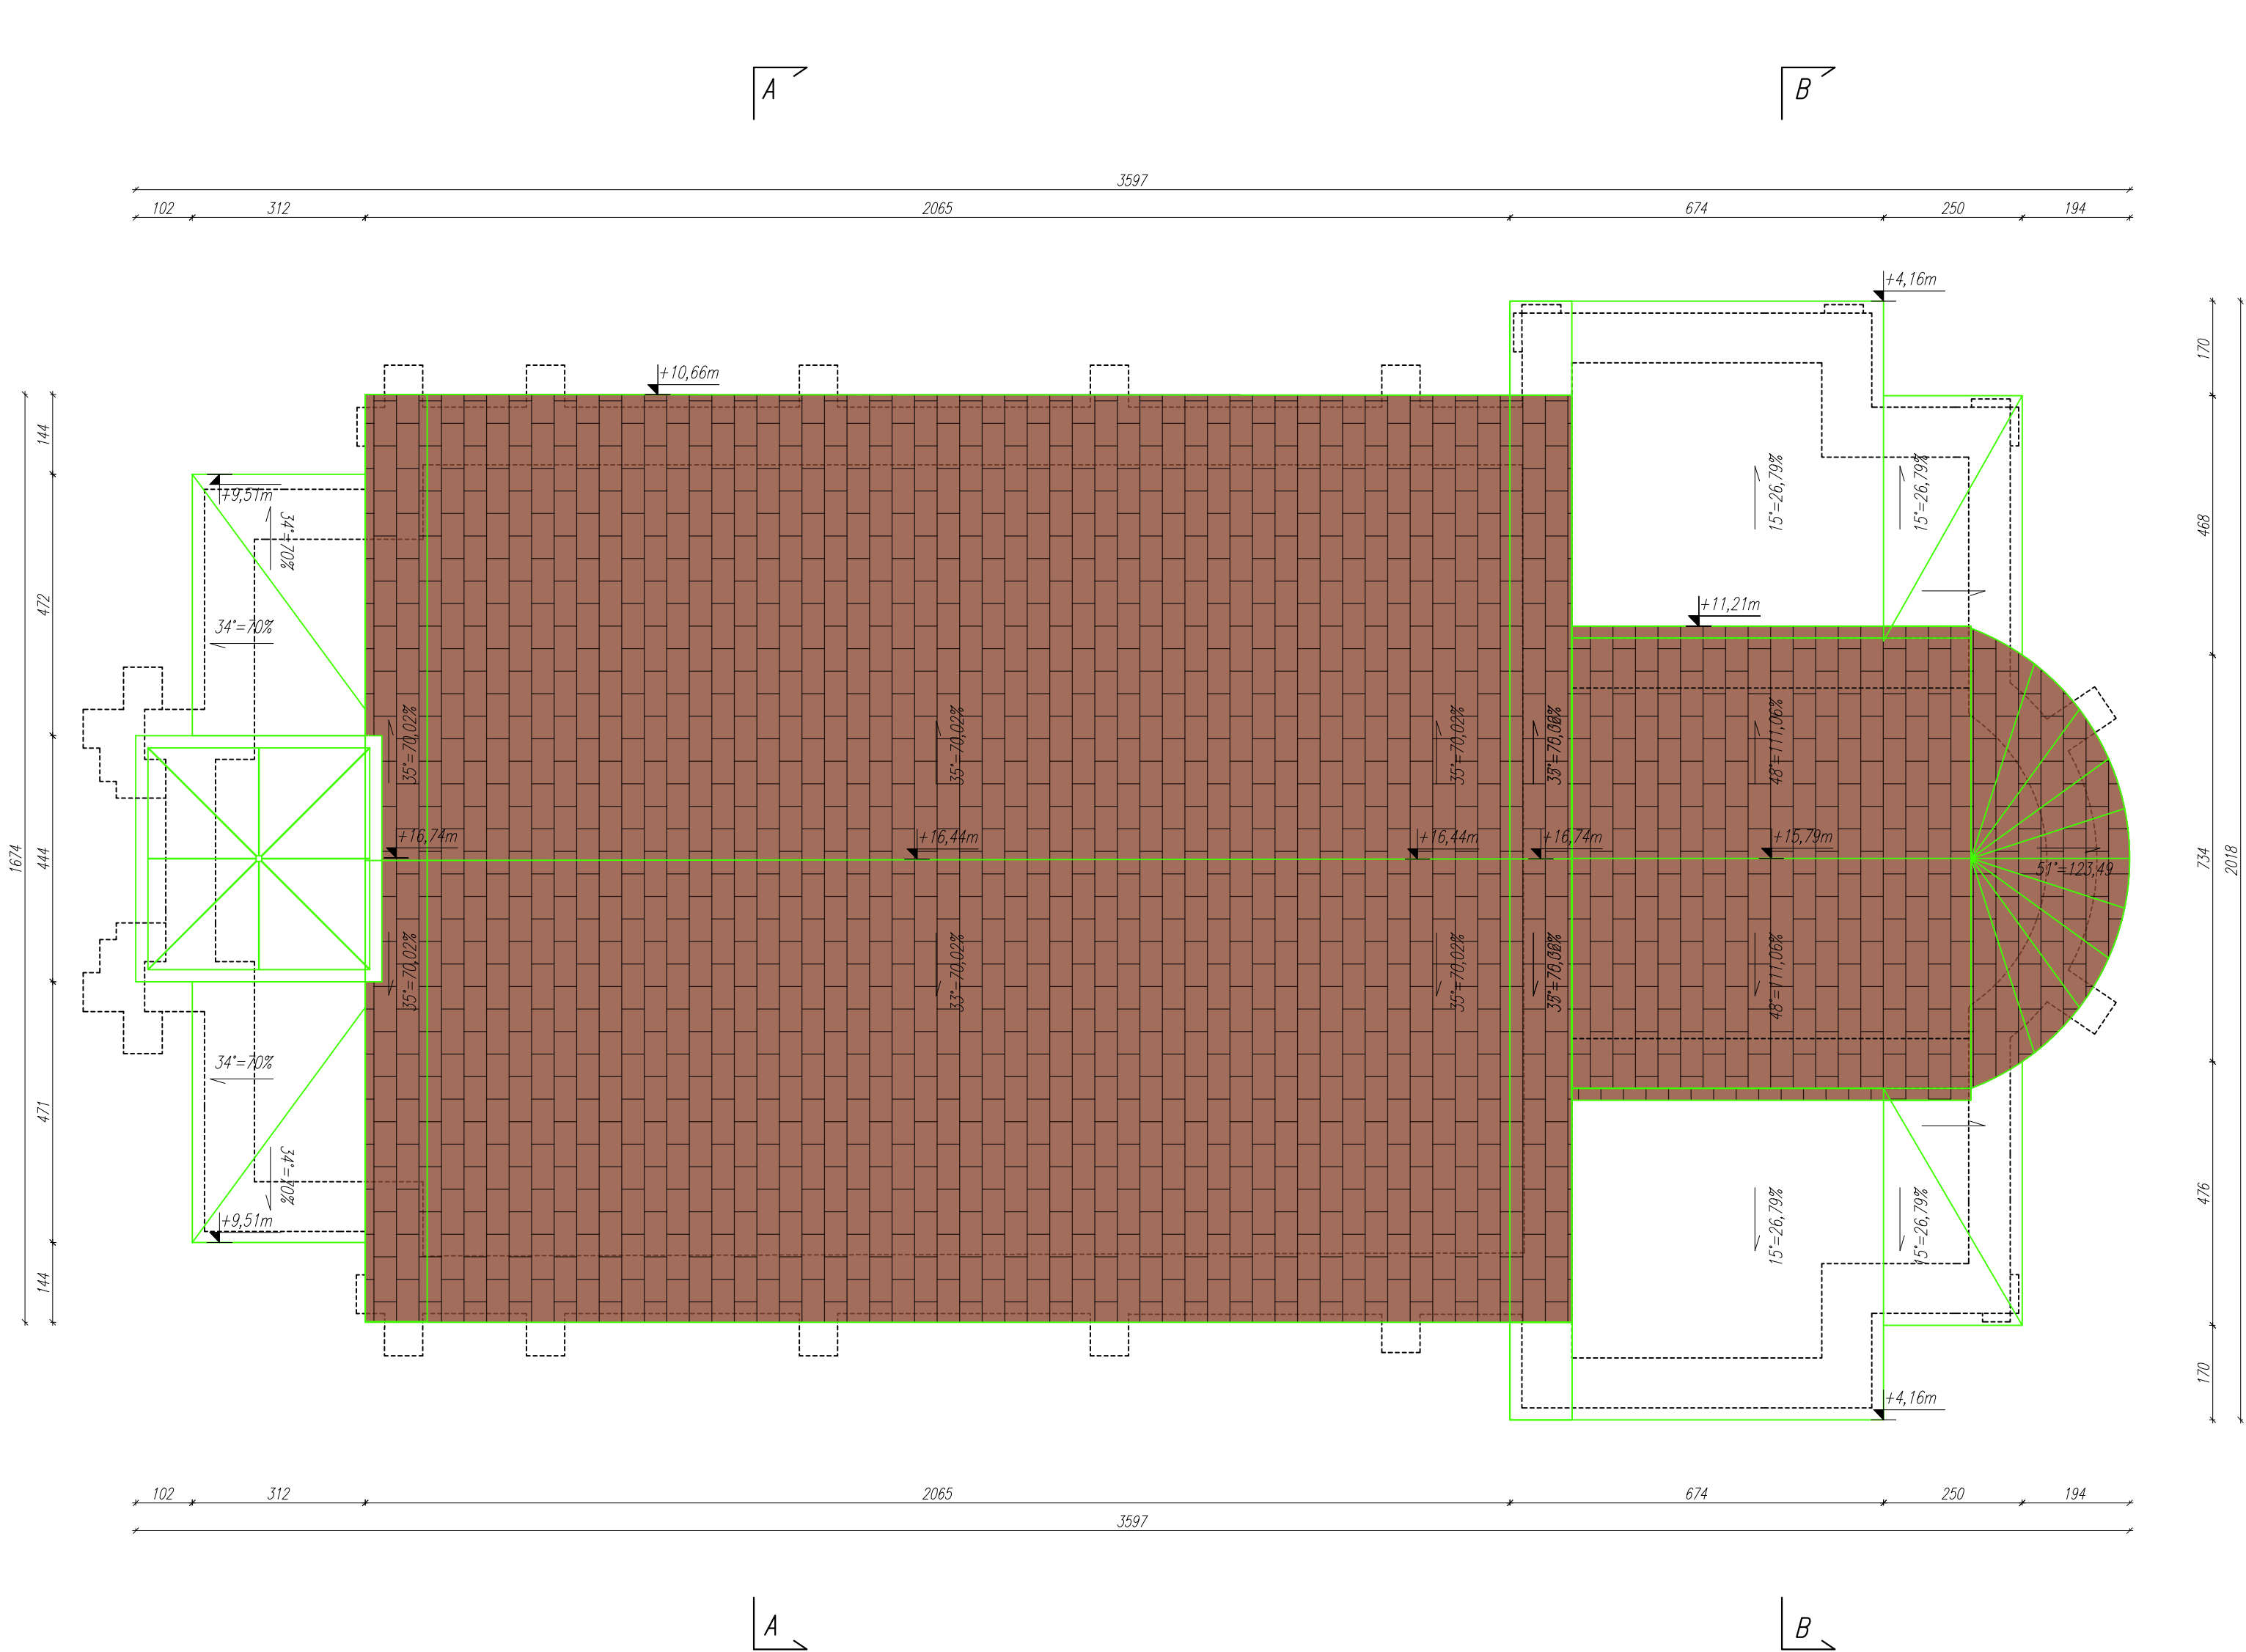 A
B
3597
102 312 2065 674 250 194
+4,16m
+10,66m
170
144
+9,51m
34°=70%
15°=26,79%
15°=26,79%
468
472
+11,21m
34°=70%
35°=70,02%
35°=70,02%
35°=70,02%
48°=111,06%
+16,74m
+16,44m
+16,44m
+16,74m
+15,79m
1674
444
734
2018
51°=123,49
35°=70,02%
33°=70,02%
35°=70,02%
48°=111,06%
34°=70%
471
34°=70%
15°=26,79%
15°=26,79%
476
+9,51m
144
170
+4,16m
102 312 2065 674 250 194
3597
A
B